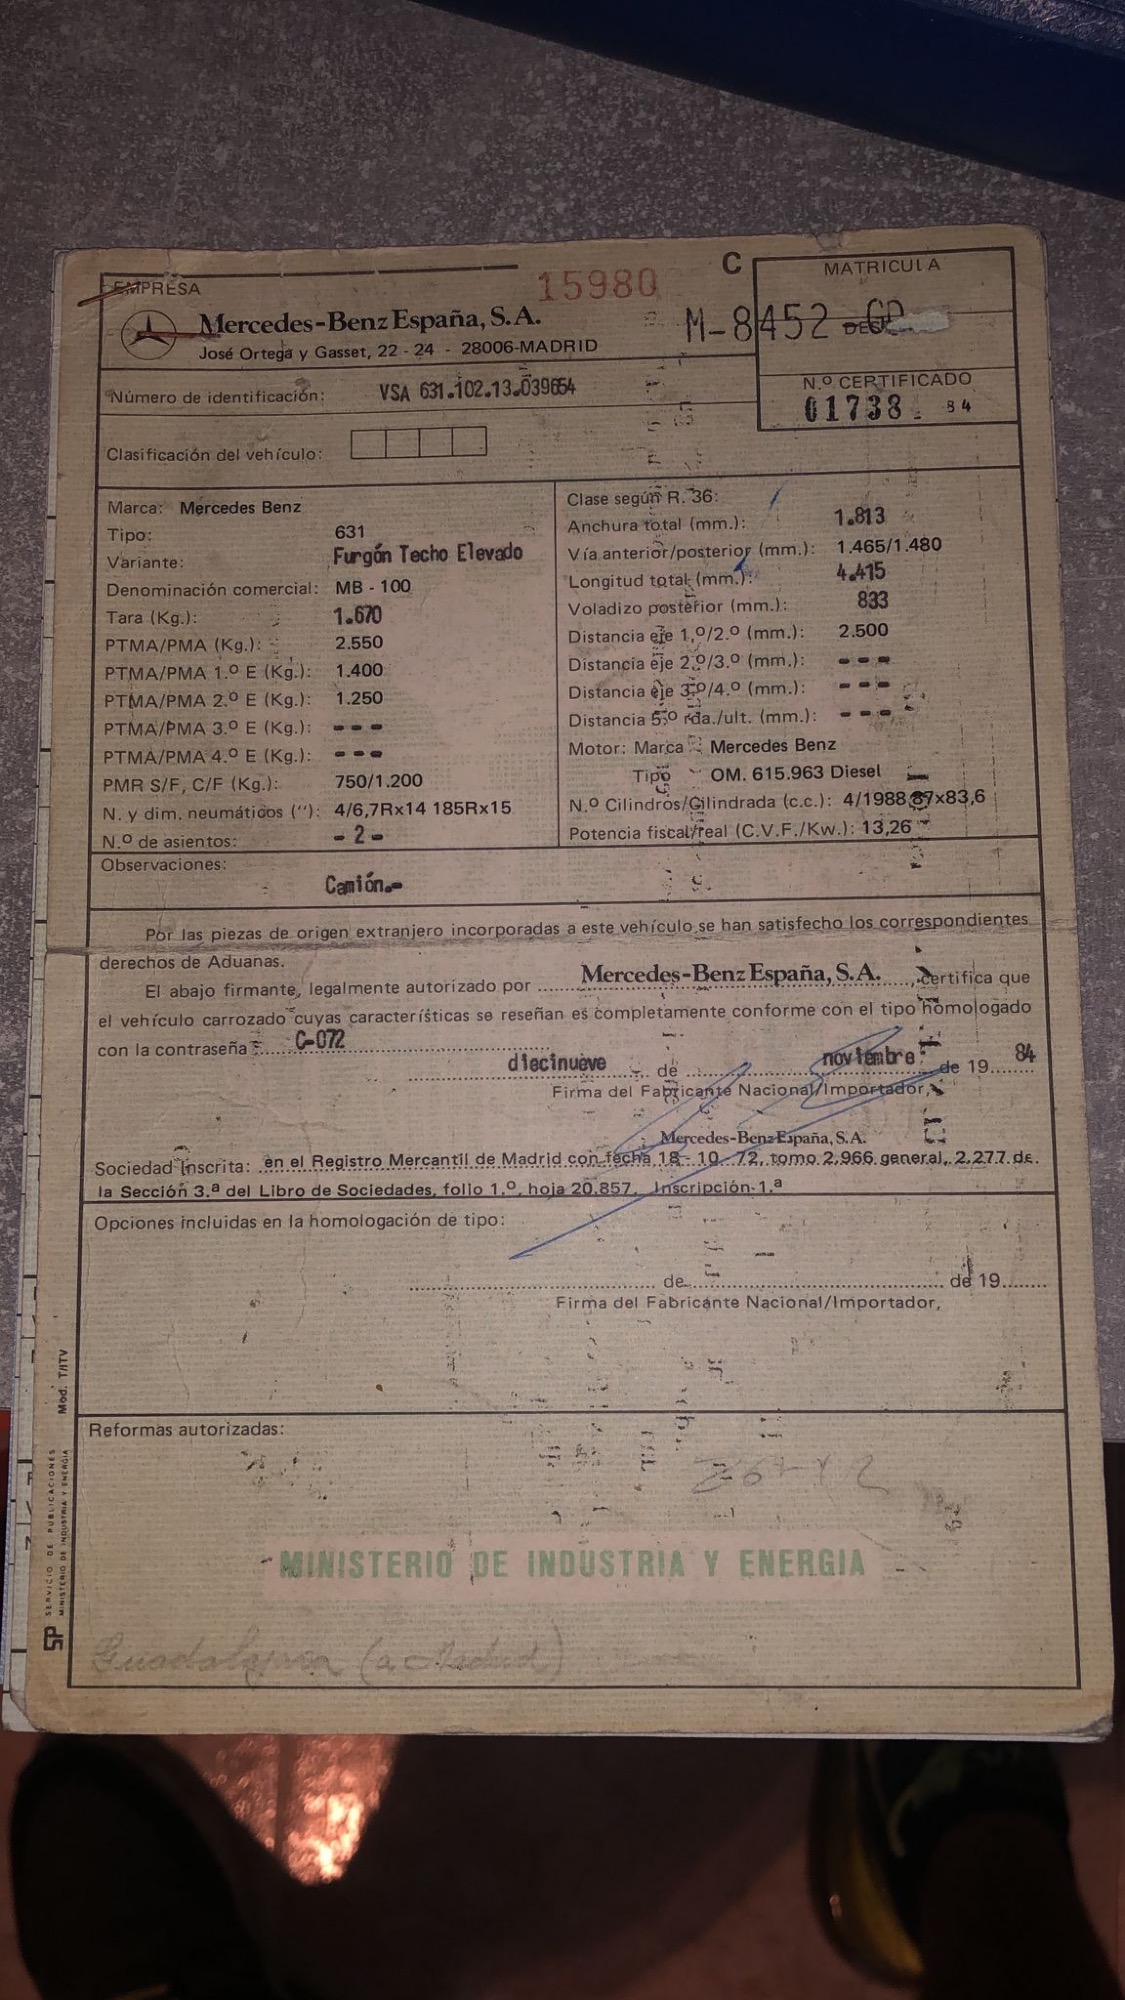 EMPRESA
15980
C
MATRICULA
Mercedes-Benz España, S.A.
M-8452-GP
José Ortega y Gasset, 22 - 24 - 28006-MADRID
Número de identificación: VSA 631.102.13.039654
N.º CERTIFICADO
01738 84
Clasificación del vehículo:
Marca: Mercedes Benz
Tipo: 631
Variante: Furgón Techo Elevado
Denominación comercial: MB - 100
Tara (Kg.): 1.670
PTMA/PMA (Kg.): 2.550
PTMA/PMA 1.º E (Kg.): 1.400
PTMA/PMA 2.º E (Kg.): 1.250
PTMA/PMA 3.º E (Kg.): ---
PTMA/PMA 4.º E (Kg.): ---
PMR S/F, C/F (Kg.): 750/1.200
N. y dim. neumáticos (''): 4/6,7Rx14 185Rx15
N.º de asientos: - 2 -
Clase según R. 36:
Anchura total (mm.): 1.813
Vía anterior/posterior (mm.): 1.465/1.480
Longitud total (mm.): 4.415
Voladizo posterior (mm.): 833
Distancia eje 1.º/2.º (mm.): 2.500
Distancia eje 2.º/3.º (mm.): ---
Distancia eje 3.º/4.º (mm.): ---
Distancia 5.º rda./ult. (mm.): ---
Motor: Marca Mercedes Benz
Tipo OM. 615.963 Diesel
N.º Cilindros/Cilindrada (c.c.): 4/1988 87x83,6
Potencia fiscal/real (C.V.F./Kw.): 13,26
Observaciones:
Camión.-
Por las piezas de origen extranjero incorporadas a este vehículo se han satisfecho los correspondientes
derechos de Aduanas.
El abajo firmante, legalmente autorizado por Mercedes-Benz España, S.A., certifica que
el vehículo carrozado cuyas características se reseñan es completamente conforme con el tipo homologado
con la contraseña C-072
diecinueve de noviembre de 19 84
Firma del Fabricante Nacional/Importador,
Mercedes-Benz España, S.A.
Sociedad Inscrita: en el Registro Mercantil de Madrid con fecha 18 - 10 - 72, tomo 2.966 general, 2.277 de
la Sección 3.ª del Libro de Sociedades, folio 1.º, hoja 20.857, Inscripción 1.ª
Opciones incluidas en la homologación de tipo:
de de 19
Firma del Fabricante Nacional/Importador,
Reformas autorizadas:
MINISTERIO DE INDUSTRIA Y ENERGIA
Guadalajara (a Madrid)
SP SERVICIO DE PUBLICACIONES
MINISTERIO DE INDUSTRIA Y ENERGIA
Mod. T/ITV